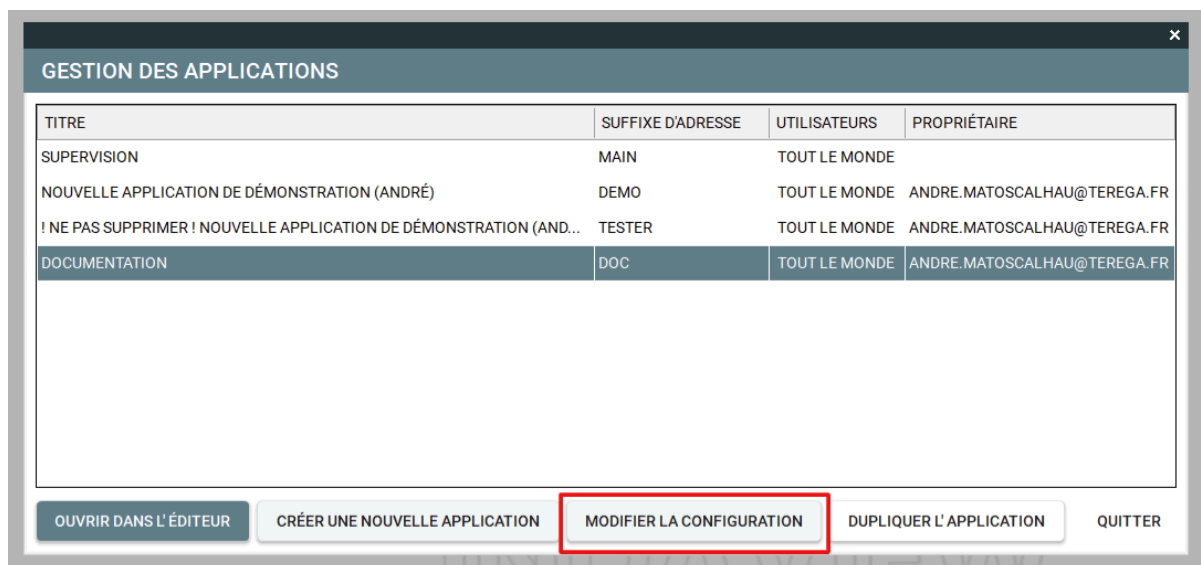 ×
GESTION DES APPLICATIONS
TITRE SUFFIXE D'ADRESSE UTILISATEURS PROPRIÉTAIRE
SUPERVISION MAIN TOUT LE MONDE
NOUVELLE APPLICATION DE DÉMONSTRATION (ANDRÉ) DEMO TOUT LE MONDE ANDRE.MATOSCALHAU@TEREGA.FR
! NE PAS SUPPRIMER ! NOUVELLE APPLICATION DE DÉMONSTRATION (AND... TESTER TOUT LE MONDE ANDRE.MATOSCALHAU@TEREGA.FR
DOCUMENTATION DOC TOUT LE MONDE ANDRE.MATOSCALHAU@TEREGA.FR
OUVRIR DANS L'ÉDITEUR CRÉER UNE NOUVELLE APPLICATION MODIFIER LA CONFIGURATION DUPLIQUER L'APPLICATION QUITTER